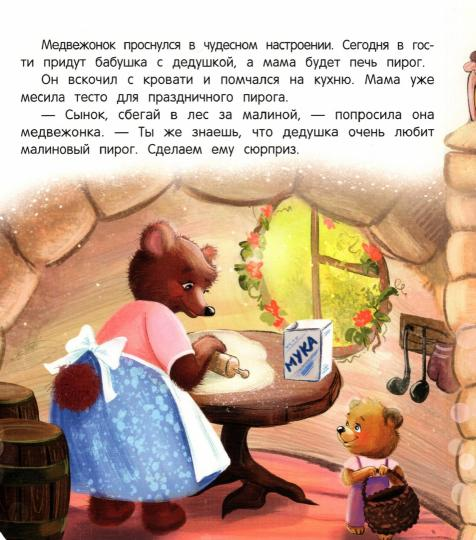 Медвежонок проснулся в чудесном настроении. Сегодня в гос-
ти придут бабушка с дедушкой, а мама будет печь пирог.
Он вскочил с кровати и помчался на кухню. Мама уже
месила тесто для праздничного пирога.
— Сынок, сбегай в лес за малиной, — попросила она
медвежонка. — Ты же знаешь, что дедушка очень любит
малиновый пирог. Сделаем ему сюрприз.
МУКА